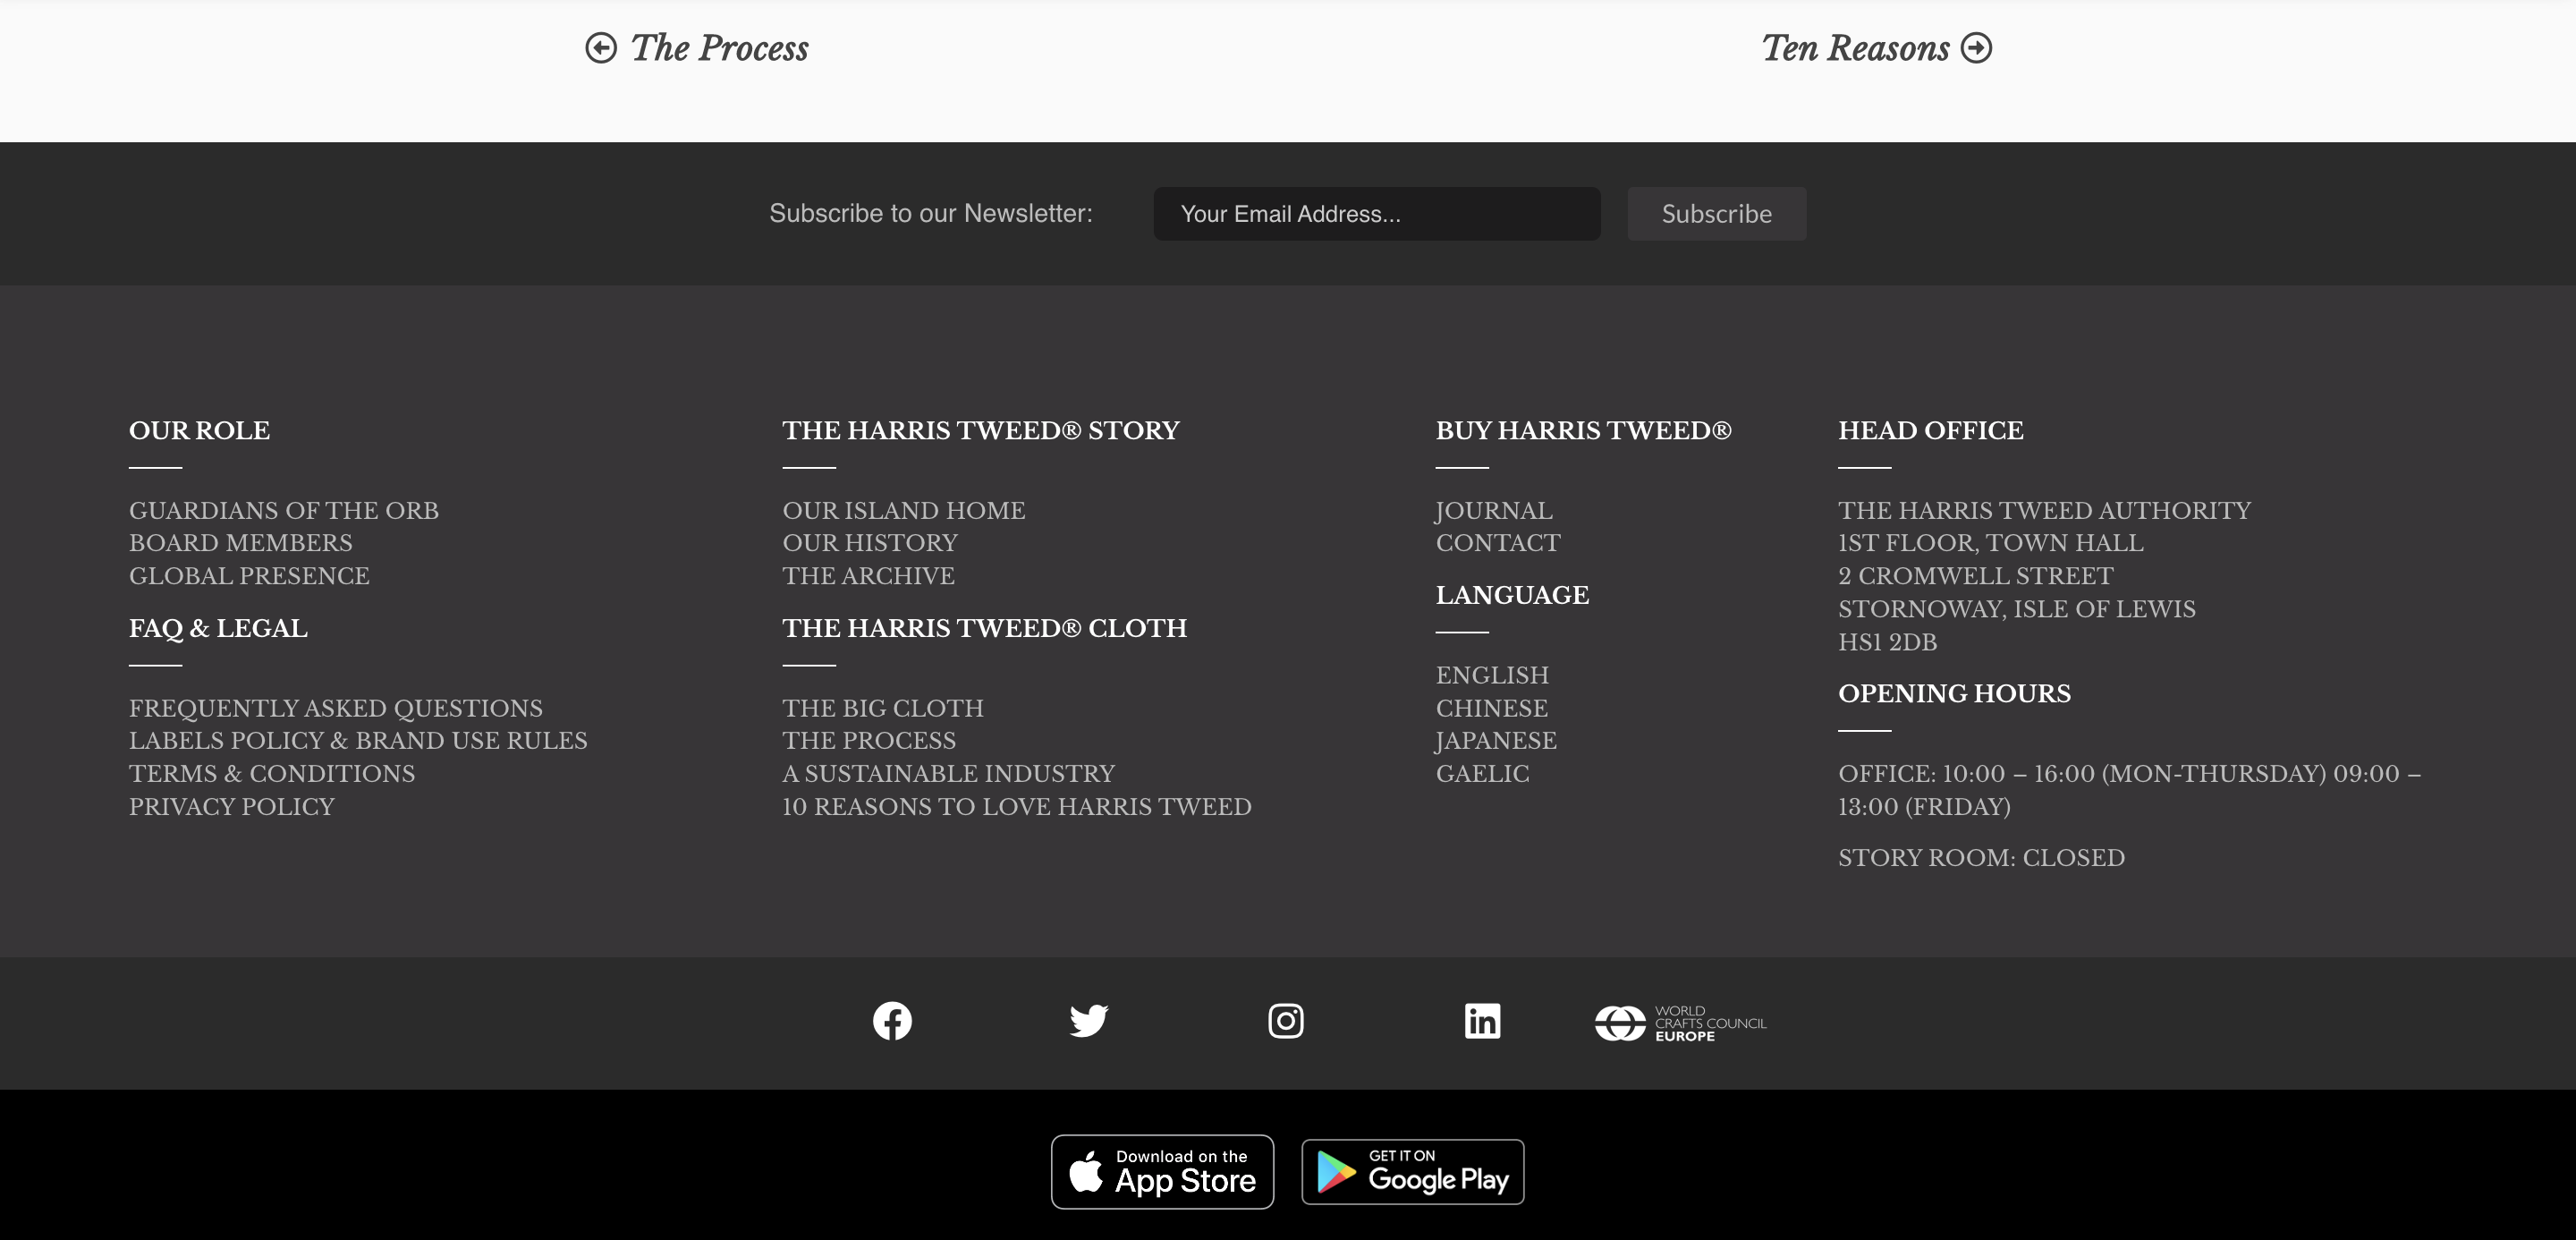 The Process
Ten Reasons
Subscribe to our Newsletter:
Your Email Address...
Subscribe
OUR ROLE
GUARDIANS OF THE ORB
BOARD MEMBERS
GLOBAL PRESENCE
FAQ & LEGAL
FREQUENTLY ASKED QUESTIONS
LABELS POLICY & BRAND USE RULES
TERMS & CONDITIONS
PRIVACY POLICY
THE HARRIS TWEED® STORY
OUR ISLAND HOME
OUR HISTORY
THE ARCHIVE
THE HARRIS TWEED® CLOTH
THE BIG CLOTH
THE PROCESS
A SUSTAINABLE INDUSTRY
10 REASONS TO LOVE HARRIS TWEED
BUY HARRIS TWEED®
JOURNAL
CONTACT
LANGUAGE
ENGLISH
CHINESE
JAPANESE
GAELIC
HEAD OFFICE
THE HARRIS TWEED AUTHORITY
1ST FLOOR, TOWN HALL
2 CROMWELL STREET
STORNOWAY, ISLE OF LEWIS
HS1 2DB
OPENING HOURS
OFFICE: 10:00 – 16:00 (MON-THURSDAY) 09:00 –
13:00 (FRIDAY)
STORY ROOM: CLOSED
WORLD
CRAFTS COUNCIL
EUROPE
Download on the
App Store
GET IT ON
Google Play